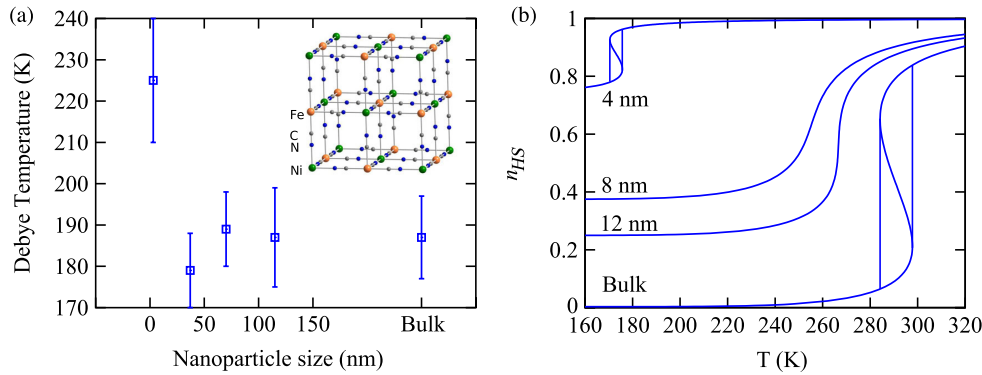 (a)
Debye Temperature (K)
240
230
220
210
200
190
180
170
0 50 100 150 Bulk
Nanoparticle size (nm)
Fe
C
N
Ni
(b)
nHS
1
0.8
0.6
0.4
0.2
0
160 180 200 220 240 260 280 300 320
T (K)
4 nm
8 nm
12 nm
Bulk